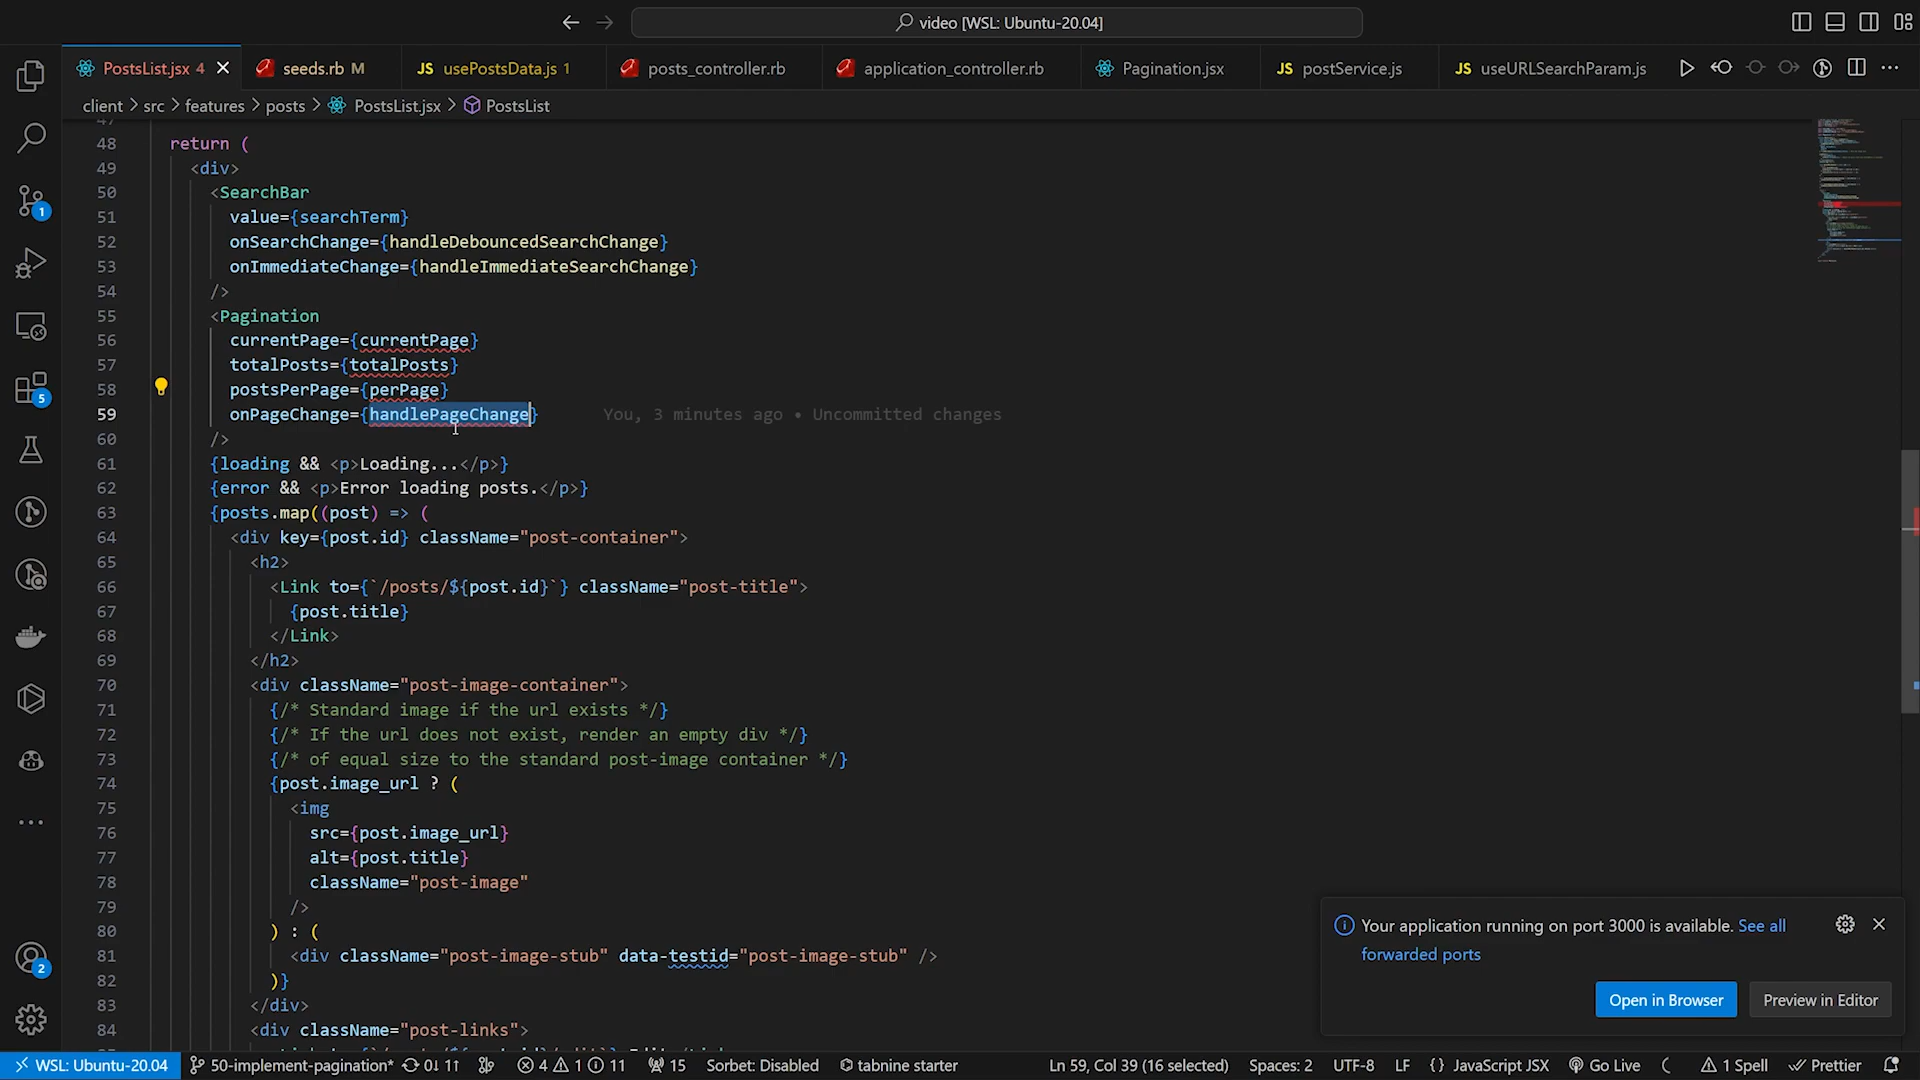 video [WSL: Ubuntu-20.04]
PostsList.jsx 4
seeds.rb M
JS usePostsData.js 1
posts_controller.rb
application_controller.rb
Pagination.jsx
JS postService.js
JS useURLSearchParam.js
client > src > features > posts > PostsList.jsx > PostsList
47
48 return (
49 <div>
50 <SearchBar
51 value={searchTerm}
52 onSearchChange={handleDebouncedSearchChange}
53 onImmediateChange={handleImmediateSearchChange}
54 />
55 <Pagination
56 currentPage={currentPage}
57 totalPosts={totalPosts}
58 postsPerPage={perPage}
59 onPageChange={handlePageChange} You, 3 minutes ago • Uncommitted changes
60 />
61 {loading && <p>Loading...</p>}
62 {error && <p>Error loading posts.</p>}
63 {posts.map((post) => (
64 <div key={post.id} className="post-container">
65 <h2>
66 <Link to={`/posts/${post.id}`} className="post-title">
67 {post.title}
68 </Link>
69 </h2>
70 <div className="post-image-container">
71 {/* Standard image if the url exists */}
72 {/* If the url does not exist, render an empty div */}
73 {/* of equal size to the standard post-image container */}
74 {post.image_url ? (
75 <img
76 src={post.image_url}
77 alt={post.title}
78 className="post-image"
79 />
80 ) : (
81 <div className="post-image-stub" data-testid="post-image-stub" />
82 )}
83 </div>
84 <div className="post-links">
1
5
2
Your application running on port 3000 is available. See all
forwarded ports
Open in Browser
Preview in Editor
WSL: Ubuntu-20.04 50-implement-pagination* 0↓ 1↑ 4 1 11 15 Sorbet: Disabled tabnine starter Ln 59, Col 39 (16 selected) Spaces: 2 UTF-8 LF {} JavaScript JSX Go Live 1 Spell Prettier